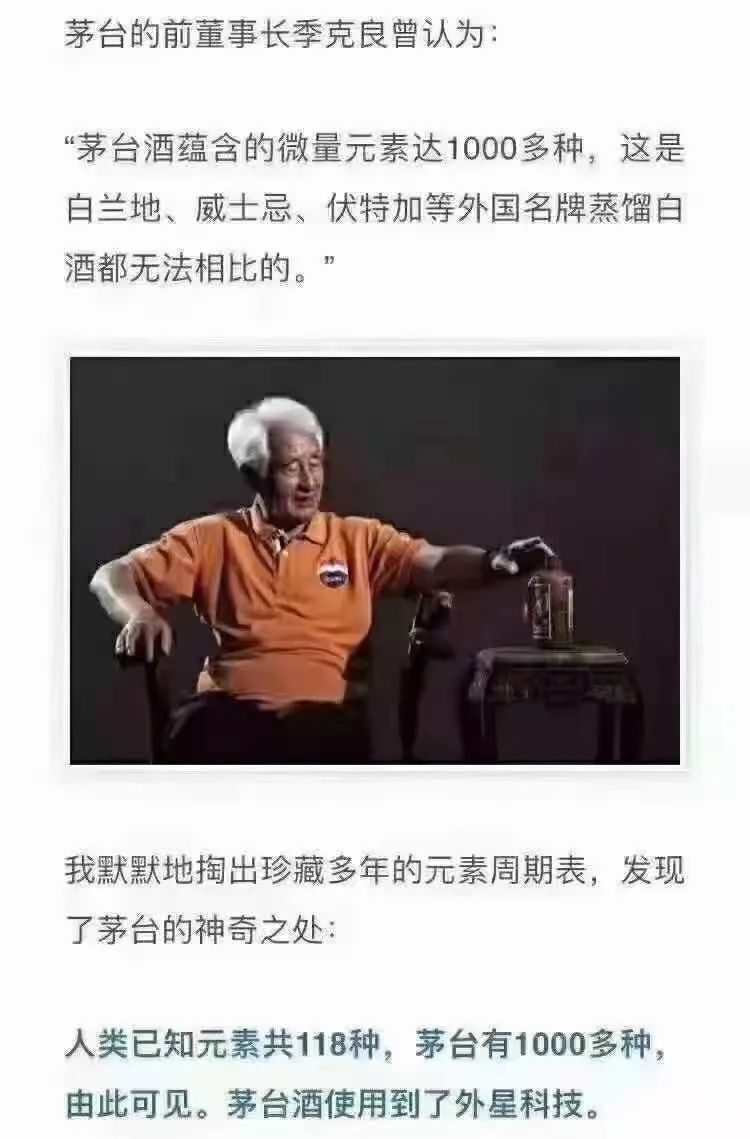 茅台的前董事长季克良曾认为：
“茅台酒蕴含的微量元素达1000多种，这是
白兰地、威士忌、伏特加等外国名牌蒸馏白
酒都无法相比的。”
我默默地掏出珍藏多年的元素周期表，发现
了茅台的神奇之处：
人类已知元素共118种，茅台有1000多种，
由此可见。茅台酒使用到了外星科技。